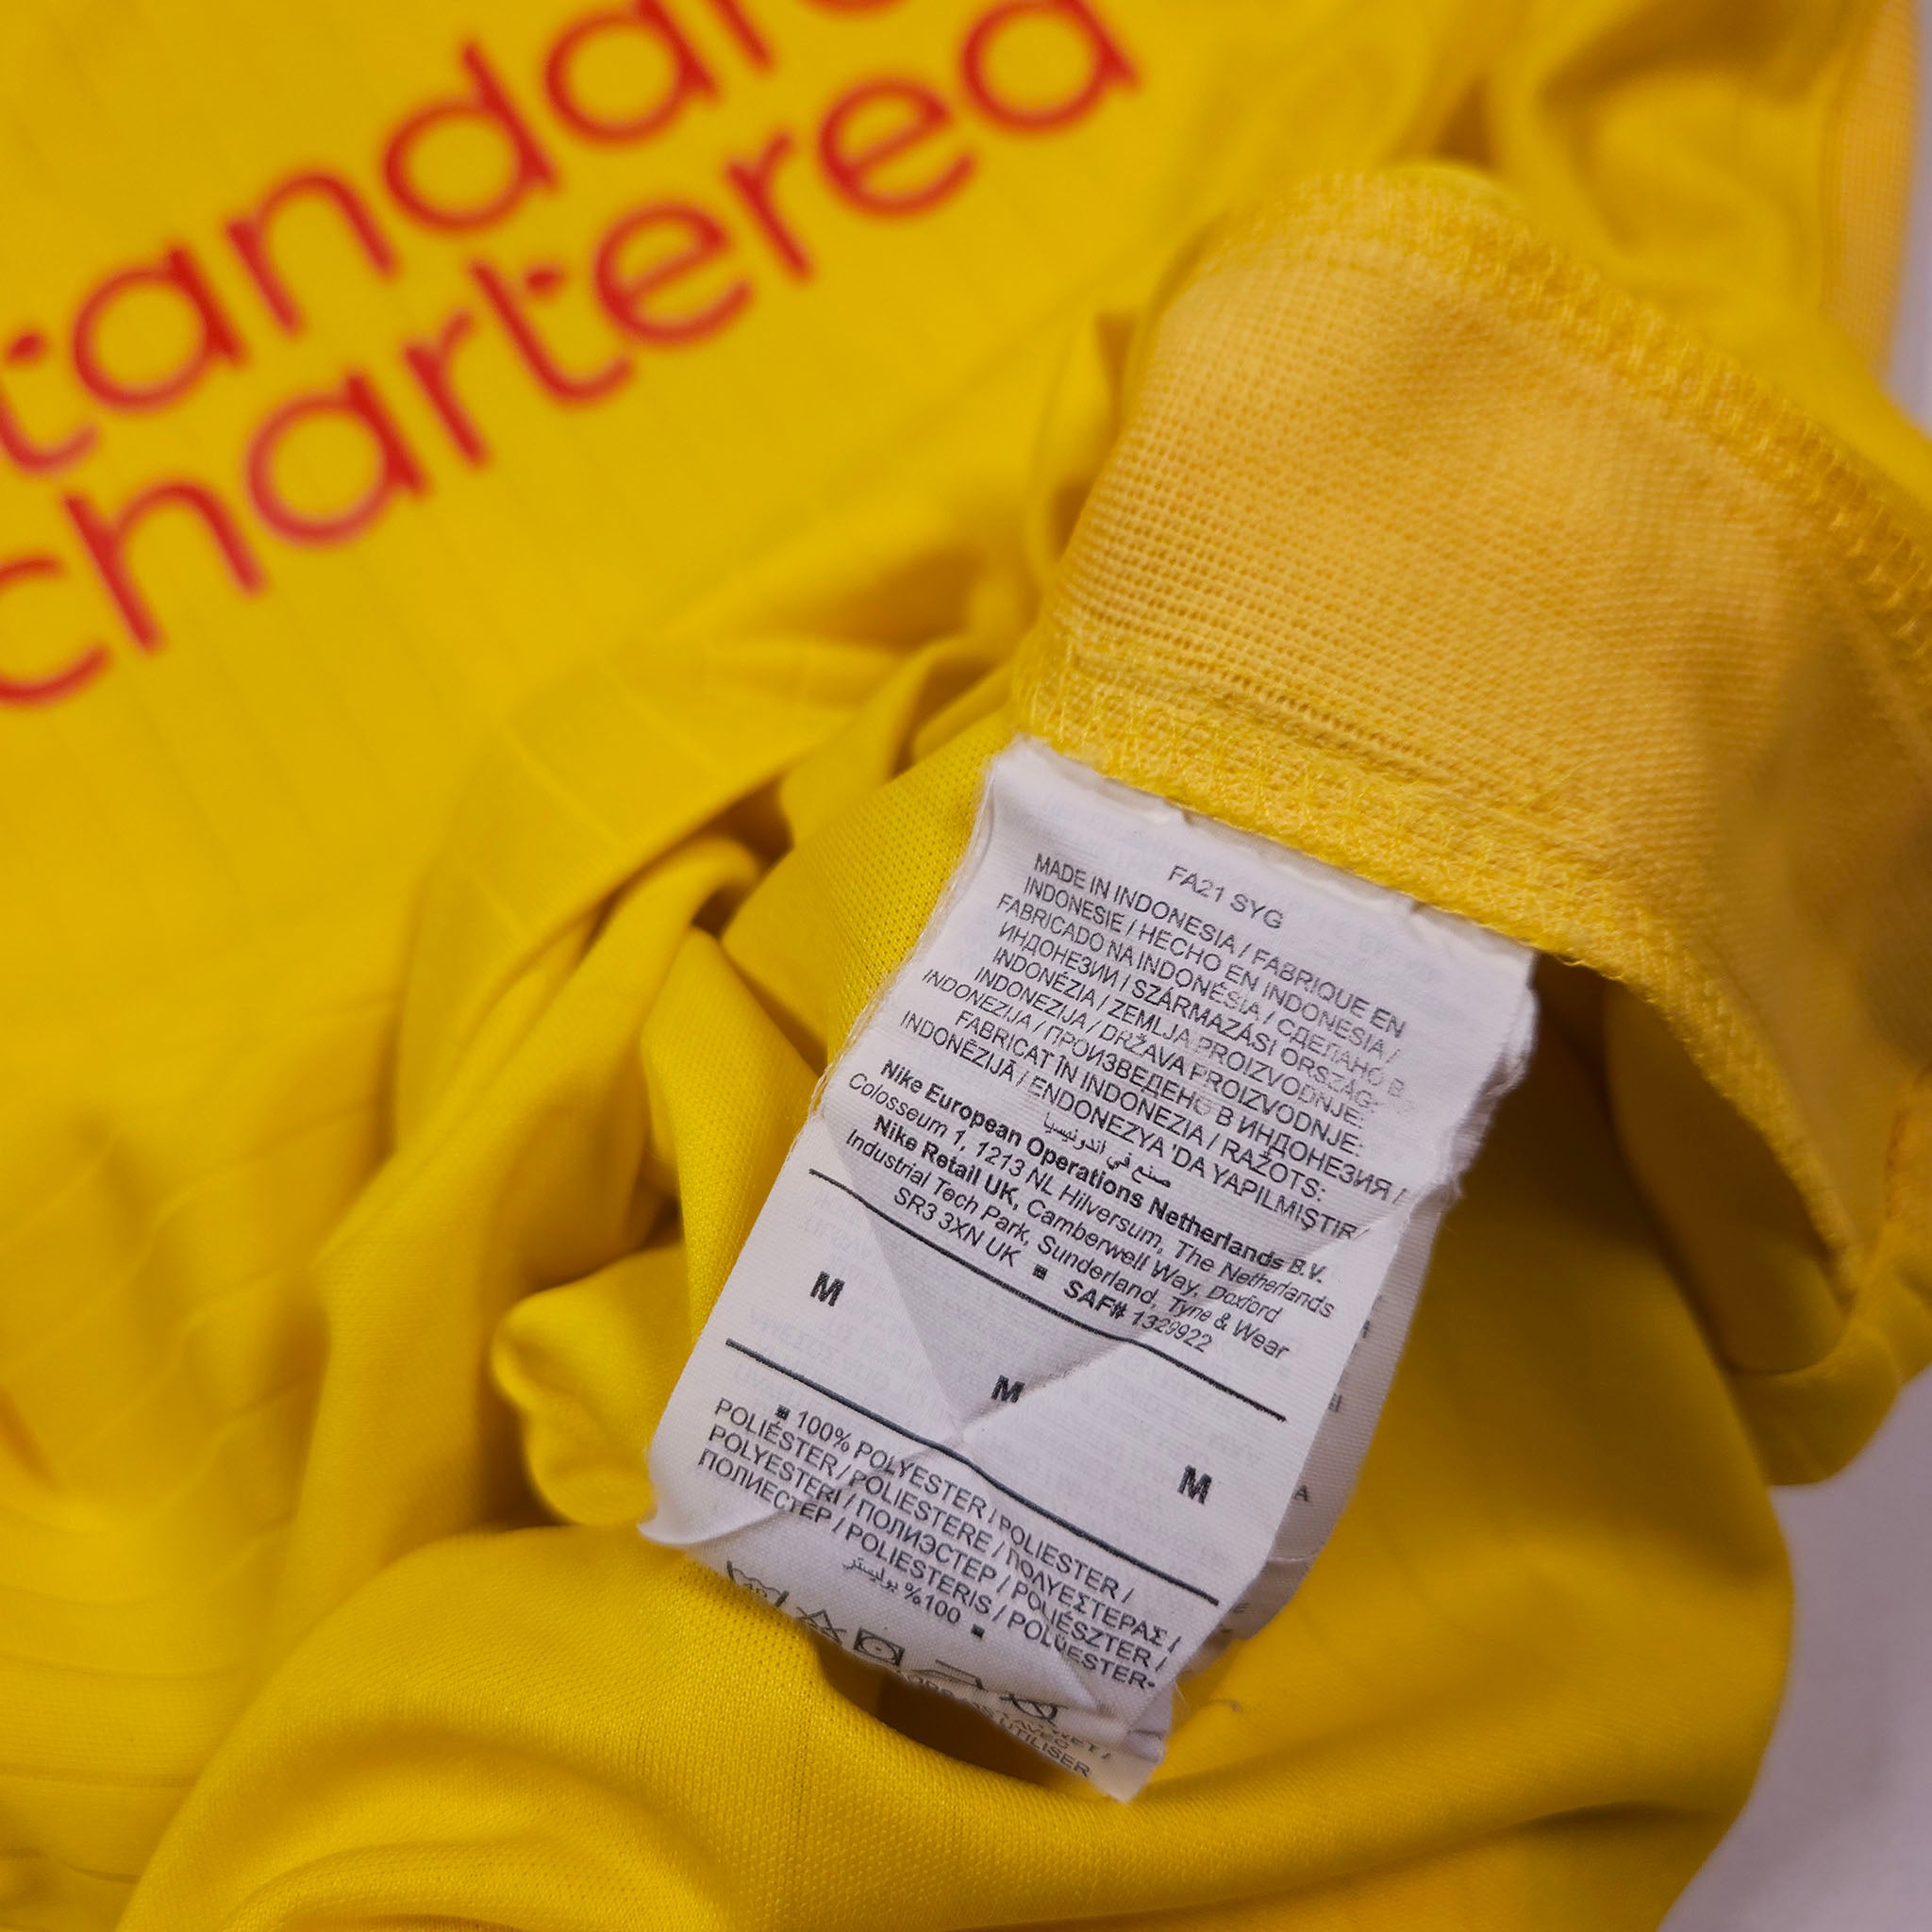 tandard
chartered
FA21 SYG
MADE IN INDONESIA / FABRIQUE EN
INDONESIE / HECHO EN INDONESIA /
FABRICADO NA INDONÉSIA / СДЕЛАНО В
ИНДОНЕЗИИ / SZÁRMAZÁSI ORSZÁG:
INDONÉZIA / ZEMLJA PROIZVODNJE:
INDONEZIJA / DRŽAVA PROIZVODNJE:
INDONEZIJA / ПРОИЗВЕДЕНО В ИНДОНЕЗИЯ /
FABRICAT ÎN INDONEZIA / RAŽOTS:
INDONĒZIJĀ / ENDONEZYA 'DA YAPILMIŞTIR/
صنع في اندونيسيا
Nike European Operations Netherlands B.V.
Colosseum 1, 1213 NL Hilversum, The Netherlands
Nike Retail UK, Camberwell Way, Doxford
Industrial Tech Park, Sunderland, Tyne & Wear
SR3 3XN UK ■ SAF# 1329922
M M M
■ 100% POLYESTER / POLIESTER /
POLIÉSTER / POLIESTERE / ΠΟΛΥΕΣΤΕΡΑΣ /
POLYESTERI / ПОЛИЭСТЕР / POLIÉSZTER /
ПОЛИЕСТЕР / POLIESTERIS / POLÜESTER
100% بوليستر ■
UTILISER